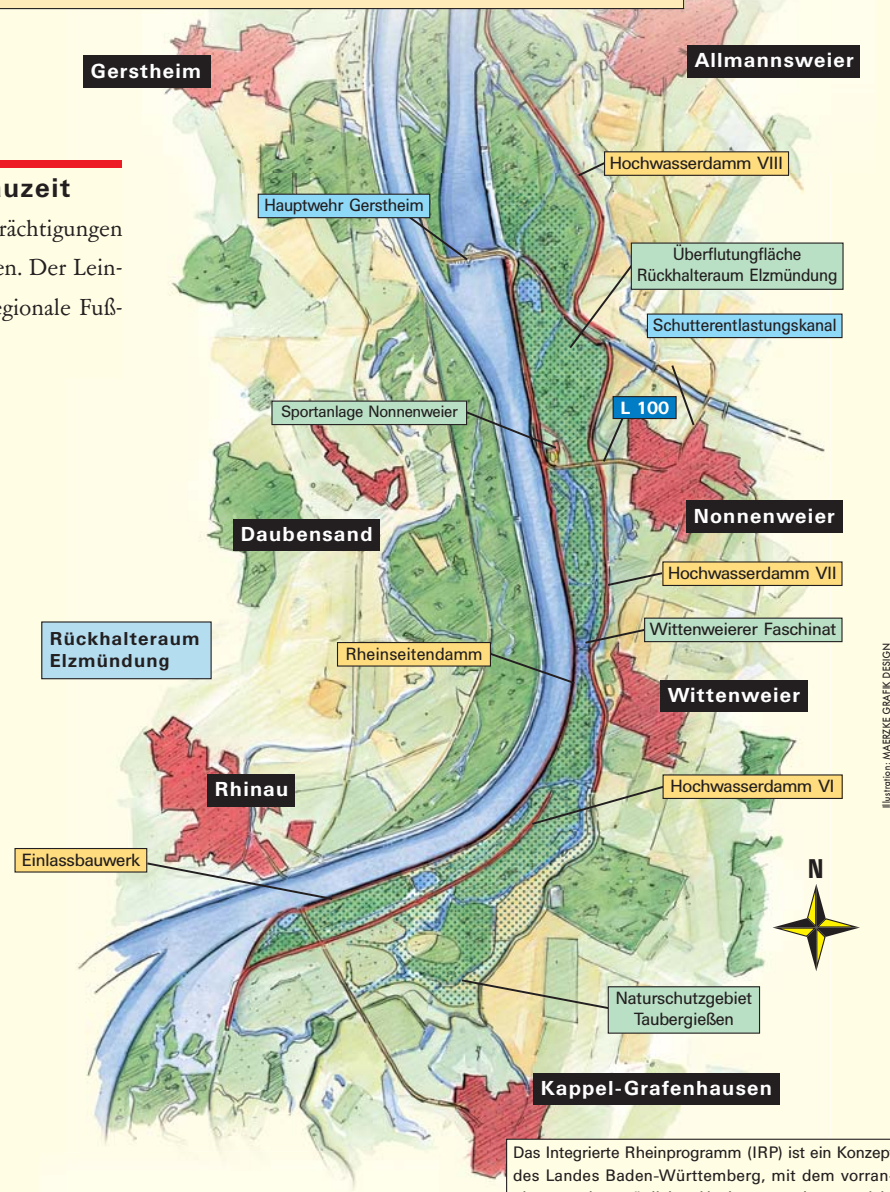 Gerstheim
Allmannsweier
Hochwasserdamm VIII
Hauptwehr Gerstheim
Überflutungfläche
Rückhalteraum Elzmündung
Schutterentlastungskanal
Sportanlage Nonnenweier
L 100
Nonnenweier
Daubensand
Hochwasserdamm VII
Wittenweierer Faschinat
Rückhalteraum
Elzmündung
Rheinseitendamm
Wittenweier
Rhinau
Hochwasserdamm VI
Einlassbauwerk
N
Naturschutzgebiet
Taubergießen
Kappel-Grafenhausen
Illustration: MAERZKE GRAFIK DESIGN
uzeit
rächtigungen
en. Der Lein-
egionale Fuß-
Das Integrierte Rheinprogramm (IRP) ist ein Konzep
des Landes Baden-Württemberg, mit dem vorran-